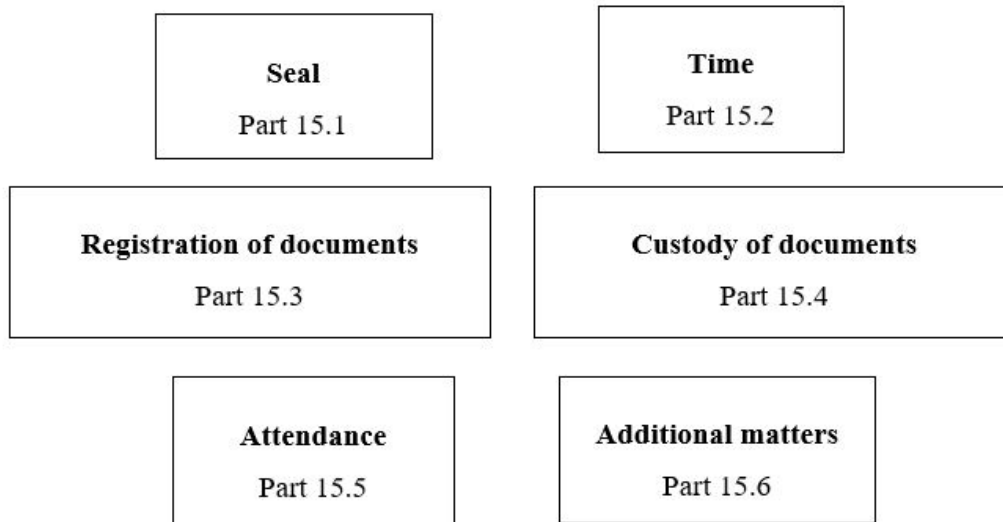 Seal
Part 15.1
Time
Part 15.2
Registration of documents
Part 15.3
Custody of documents
Part 15.4
Attendance
Part 15.5
Additional matters
Part 15.6